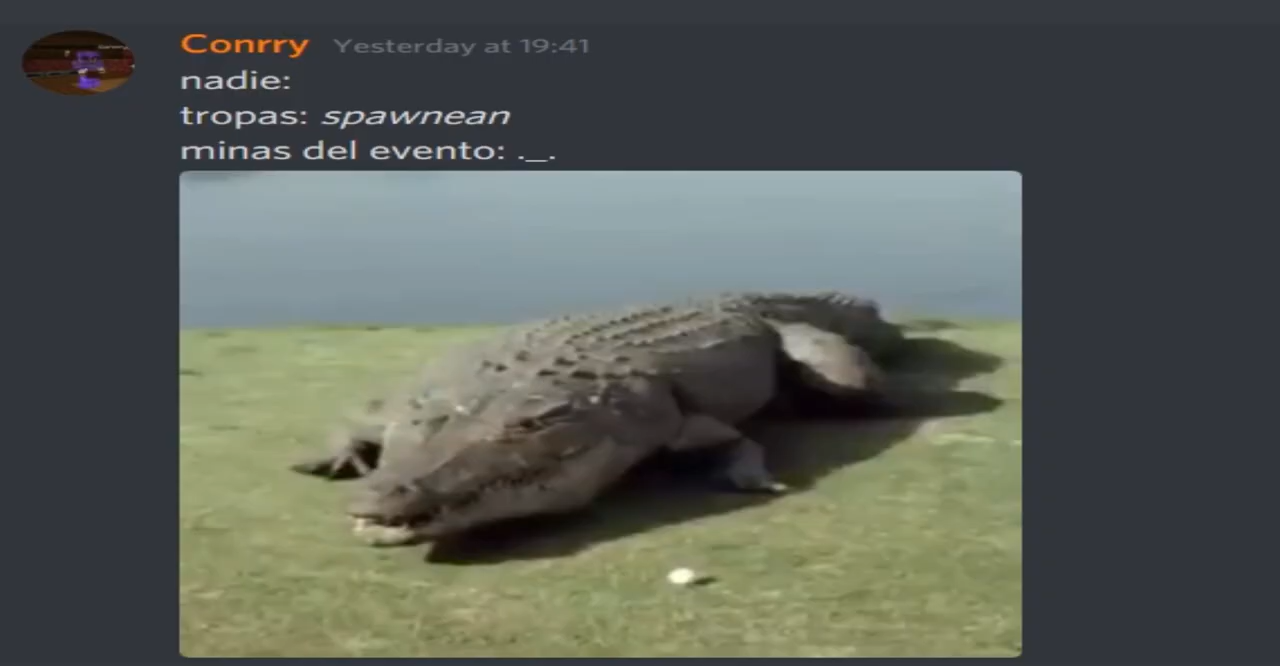 Conrry Yesterday at 19:41
nadie:
tropas: spawnean
minas del evento: ._.